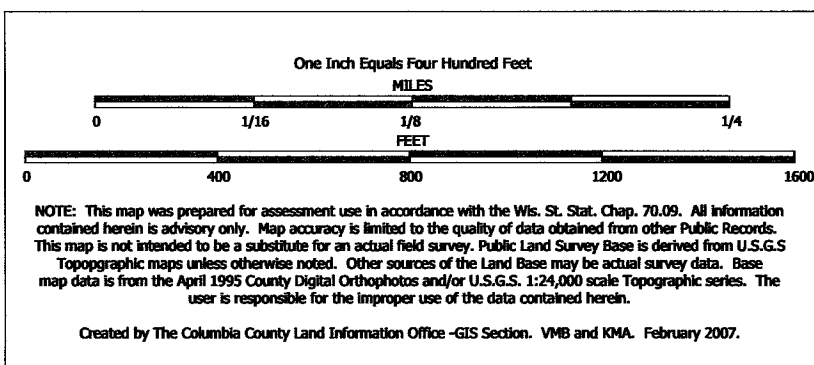 One Inch Equals Four Hundred Feet
MILES
0 1/16 1/8 1/4
FEET
0 400 800 1200 1600
NOTE: This map was prepared for assessment use in accordance with the Wis. St. Stat. Chap. 70.09. All information
contained herein is advisory only. Map accuracy is limited to the quality of data obtained from other Public Records.
This map is not intended to be a substitute for an actual field survey. Public Land Survey Base is derived from U.S.G.S
Topopgraphic maps unless otherwise noted. Other sources of the Land Base may be actual survey data. Base
map data is from the April 1995 County Digital Orthophotos and/or U.S.G.S. 1:24,000 scale Topographic series. The
user is responsible for the improper use of the data contained herein.
Created by The Columbia County Land Information Office -GIS Section. VMB and KMA. February 2007.